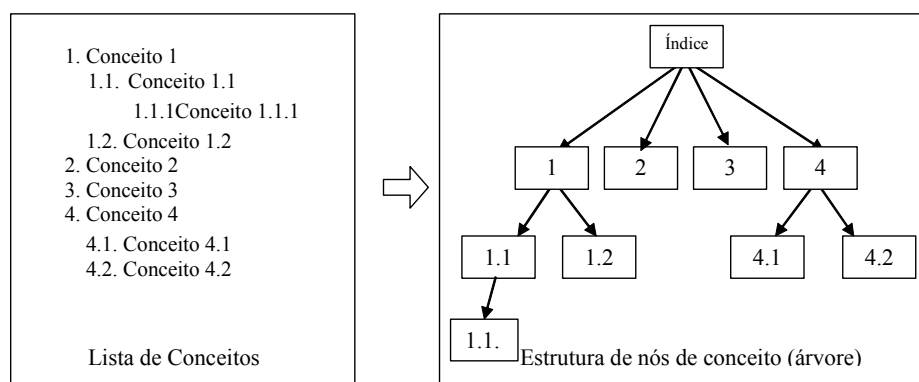 1. Conceito 1
1.1. Conceito 1.1
1.1.1Conceito 1.1.1
1.2. Conceito 1.2
2. Conceito 2
3. Conceito 3
4. Conceito 4
4.1. Conceito 4.1
4.2. Conceito 4.2
Lista de Conceitos
Índice
1 2 3 4
1.1 1.2 4.1 4.2
1.1.
Estrutura de nós de conceito (árvore)